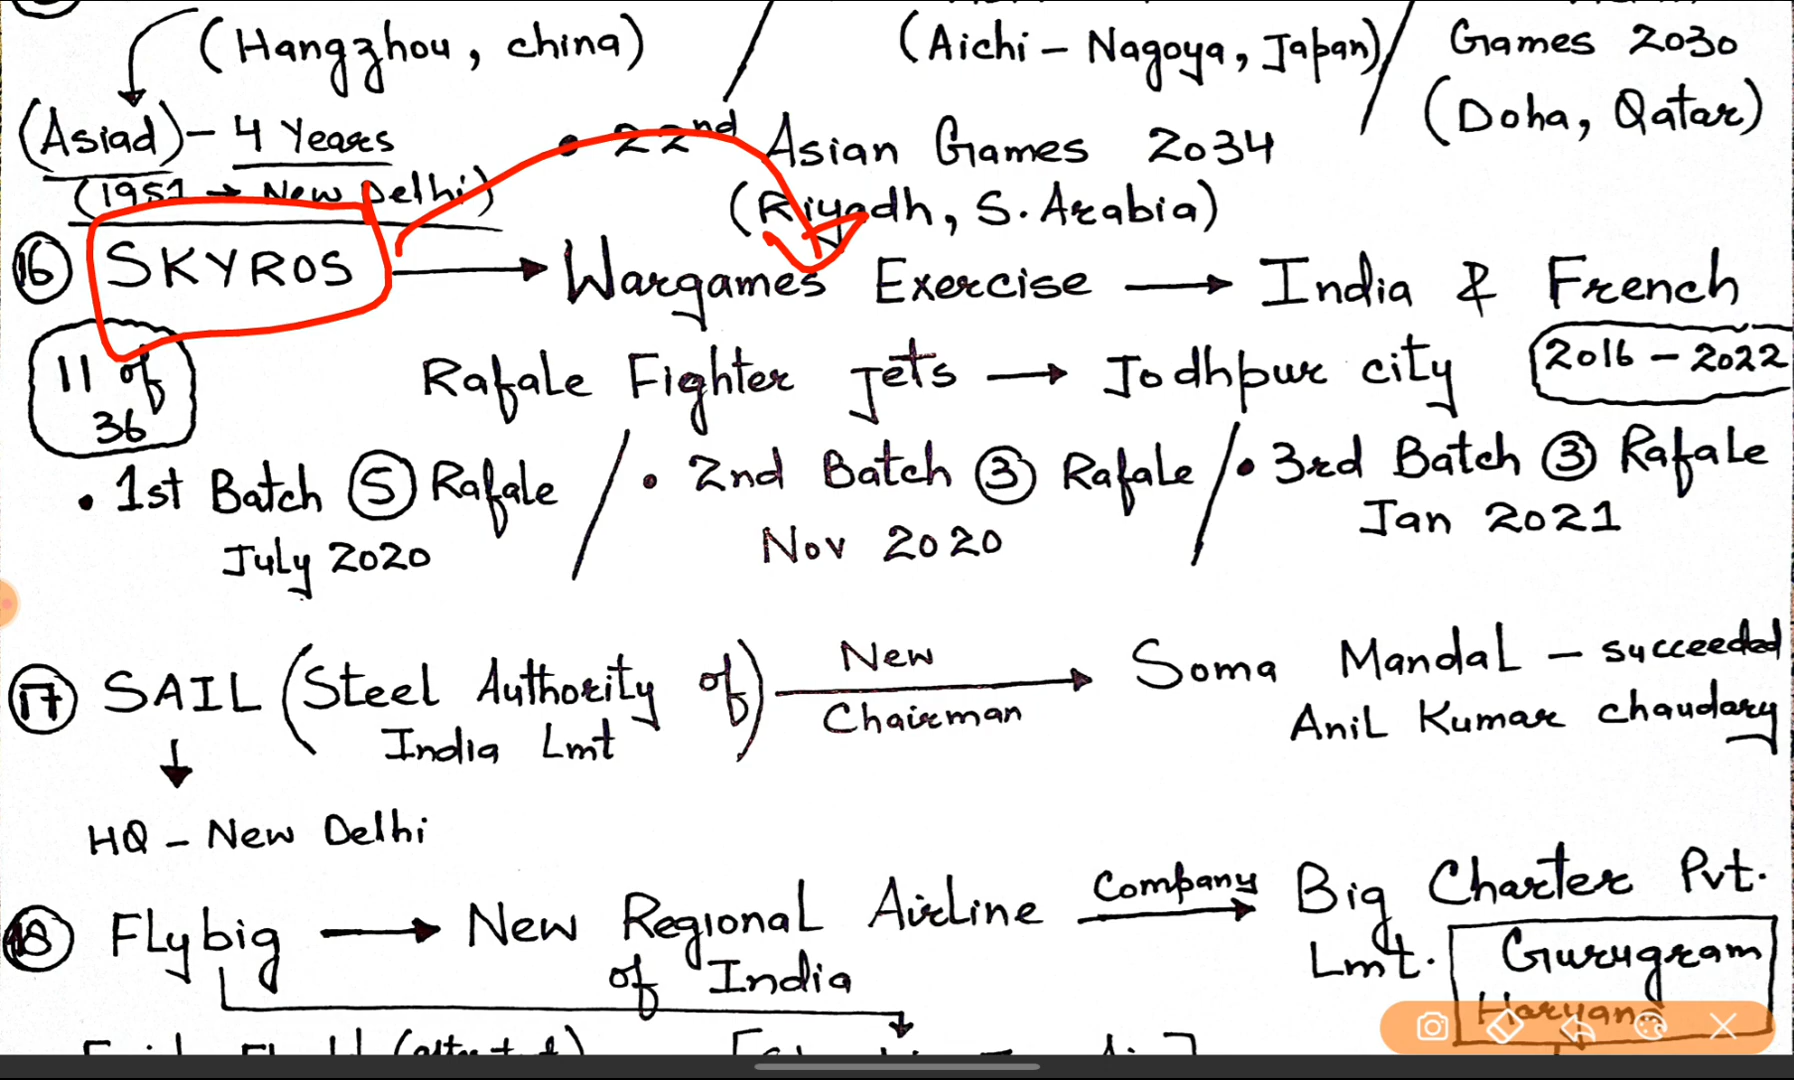 (Hangzhou, china) / (Aichi - Nagoya, Japan) / Games 2030
(Asiad) - 4 Years • 22nd Asian Games 2034 (Doha, Qatar)
(1951 → New Delhi) (Riyadh, S. Arabia)
16 SKYROS → Wargames Exercise → India & French
11 of 36 Rafale Fighter Jets → Jodhpur city 2016 - 2022
• 1st Batch 5 Rafale / • 2nd Batch 3 Rafale / • 3rd Batch 3 Rafale
July 2020 Nov 2020 Jan 2021
17 SAIL (Steel Authority of) New → Soma Mandal - succeeded
India Lmt Chairman Anil Kumar chaudary
↓
HQ - New Delhi
18 Flybig → New Regional Airline Company → Big Charter Pvt.
of India Lmt. Gurugram
Haryana